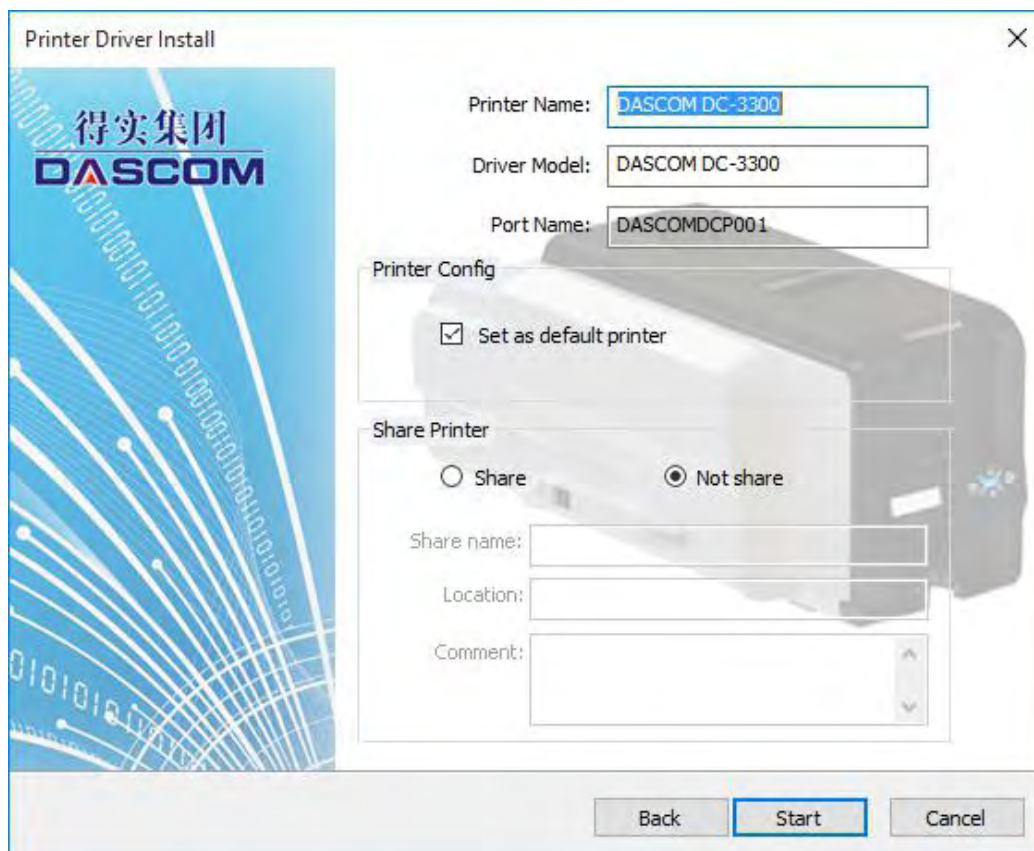 Printer Driver Install
得实集团
DASCOM
Printer Name: DASCOM DC-3300
Driver Model: DASCOM DC-3300
Port Name: DASCOMDCP001
Printer Config
Set as default printer
Share Printer
Share Not share
Share name:
Location:
Comment:
Back Start Cancel